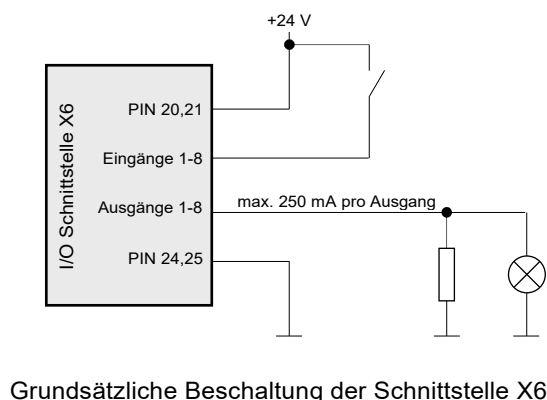 +24 V
I/O Schnittstelle X6
PIN 20,21
Eingänge 1-8
Ausgänge 1-8
max. 250 mA pro Ausgang
PIN 24,25
Grundsätzliche Beschaltung der Schnittstelle X6